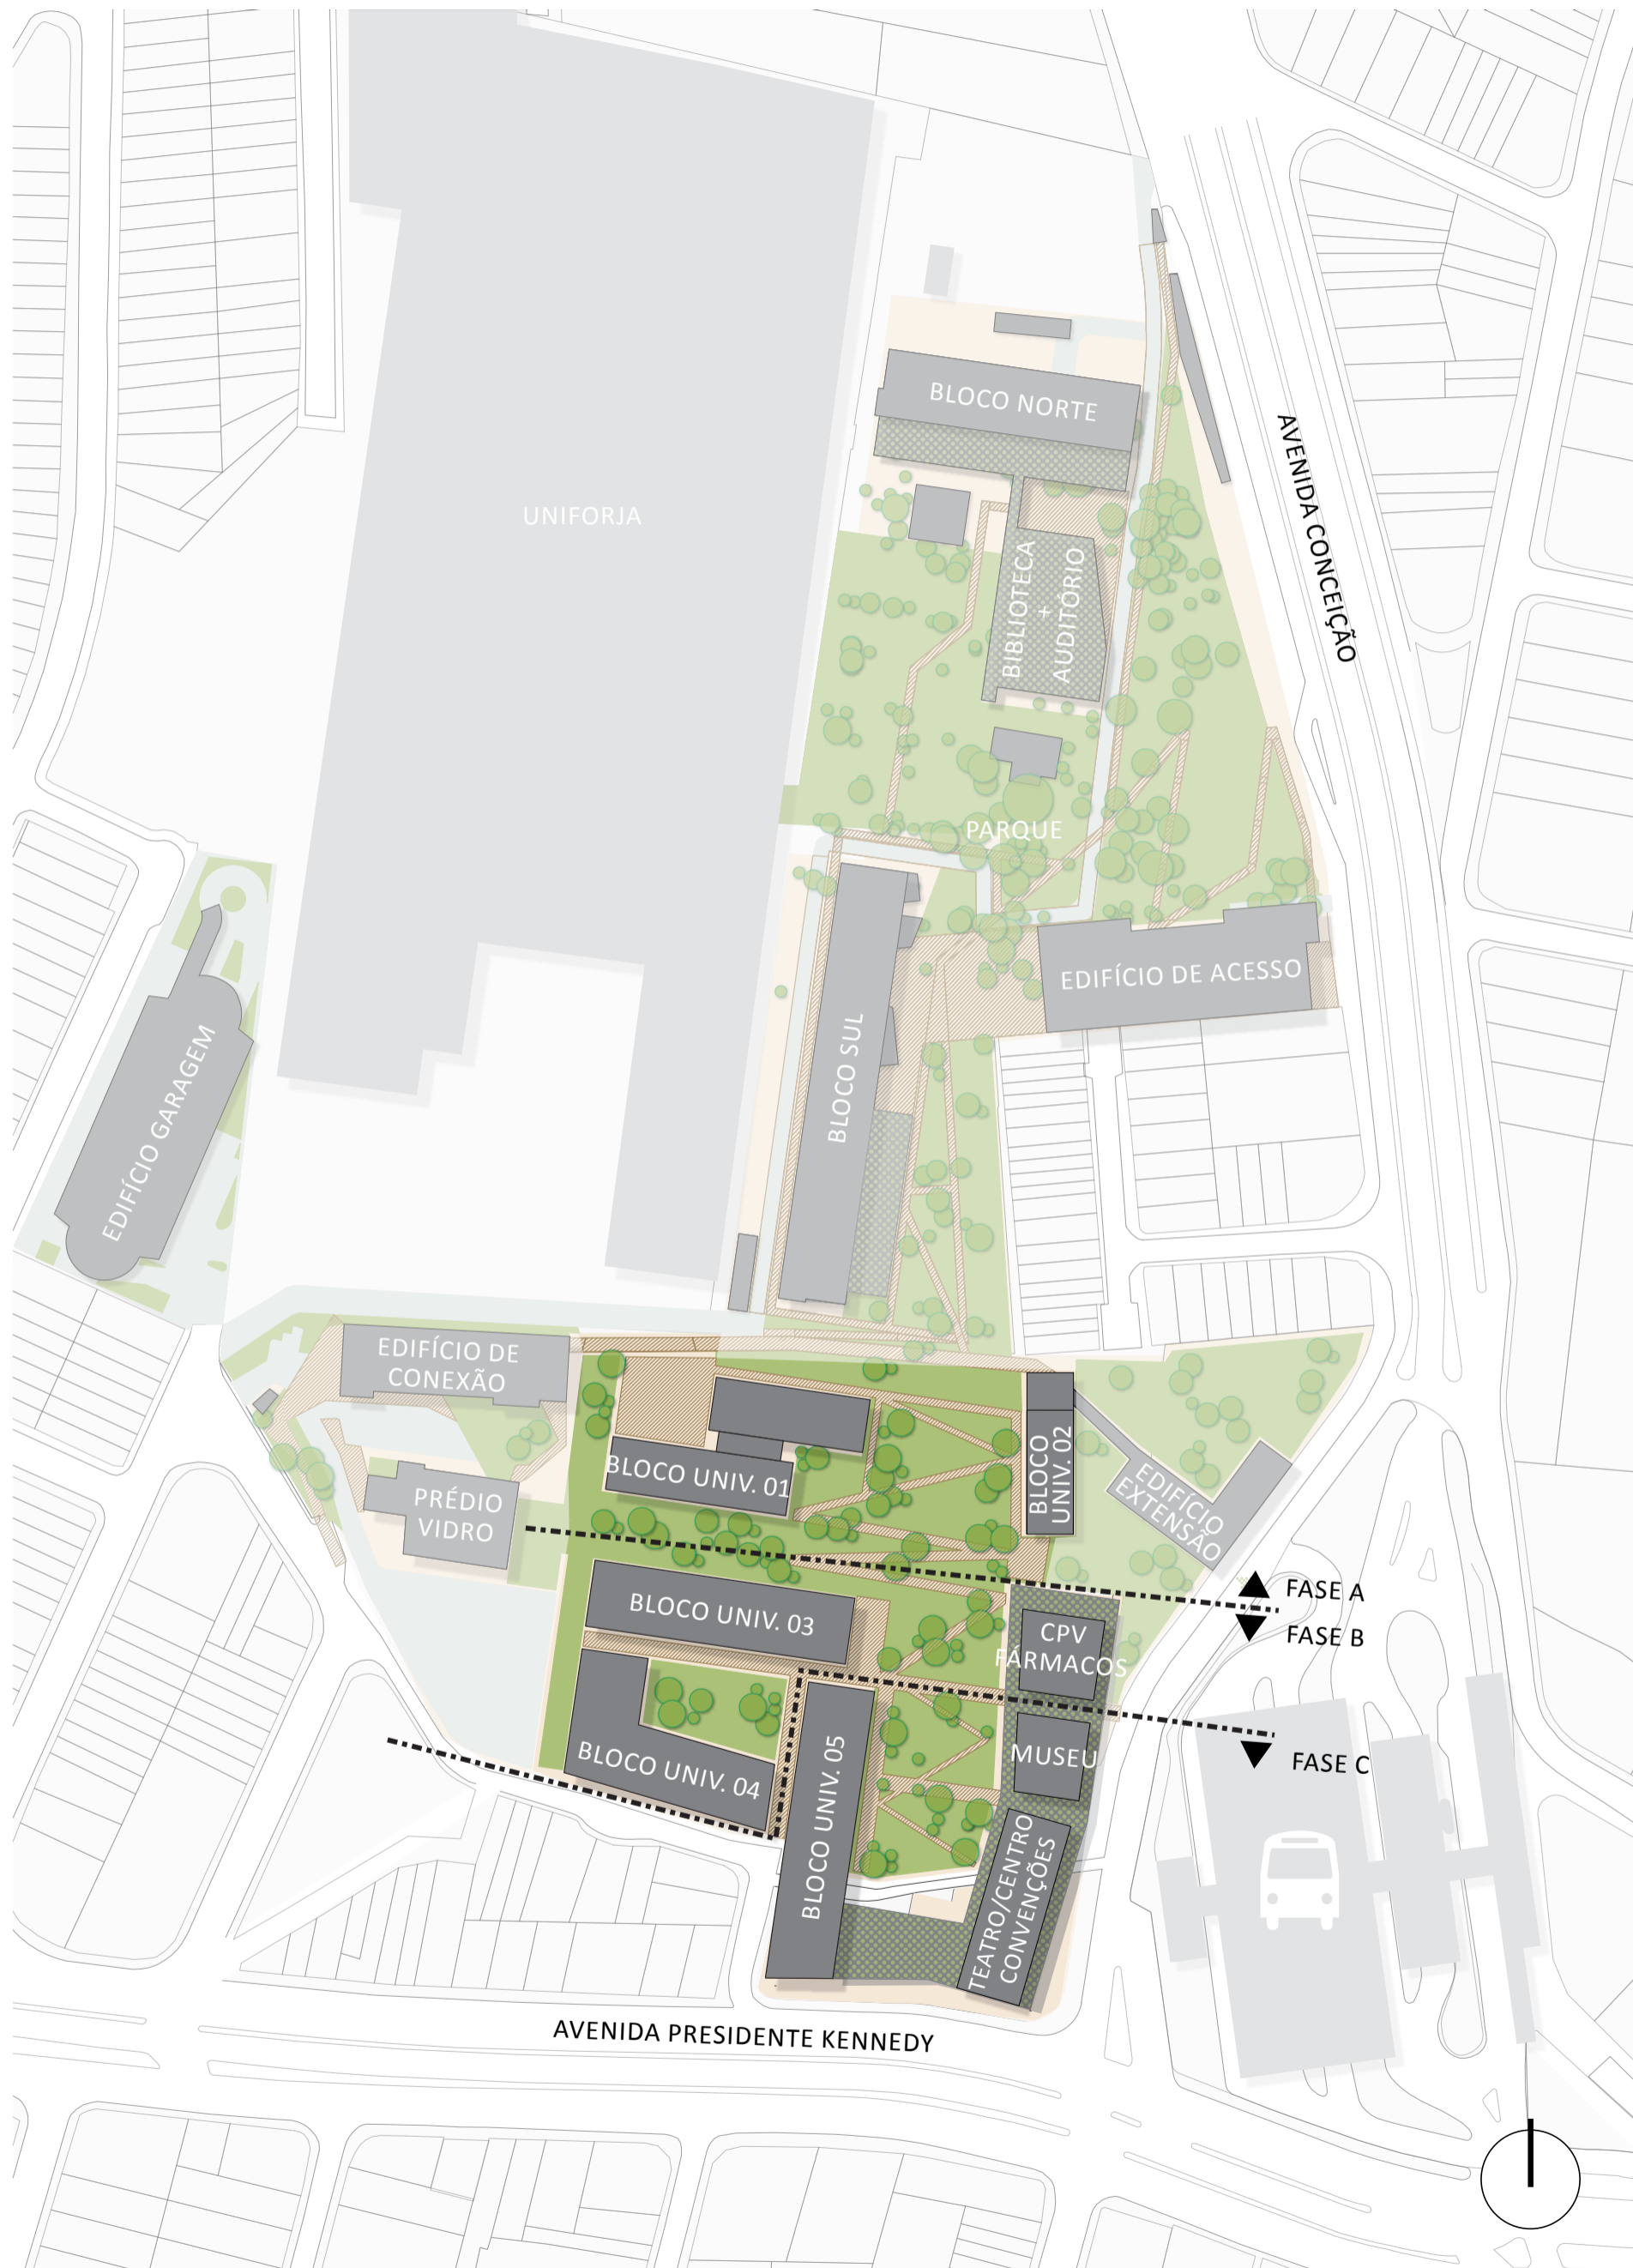 BLOCO NORTE
AVENIDA CONCEIÇÃO
UNIFORJA
BIBLIOTECA
+
AUDITÓRIO
PARQUE
EDIFÍCIO DE ACESSO
BLOCO SUL
EDIFÍCIO GARAGEM
EDIFÍCIO DE
CONEXÃO
BLOCO UNIV. 01
BLOCO
UNIV. 02
EDIFÍCIO
EXTENSÃO
PRÉDIO
VIDRO
FASE A
FASE B
BLOCO UNIV. 03
CPV
FÁRMACOS
BLOCO UNIV. 04
BLOCO UNIV. 05
MUSEU
FASE C
TEATRO/CENTRO
CONVENÇÕES
AVENIDA PRESIDENTE KENNEDY